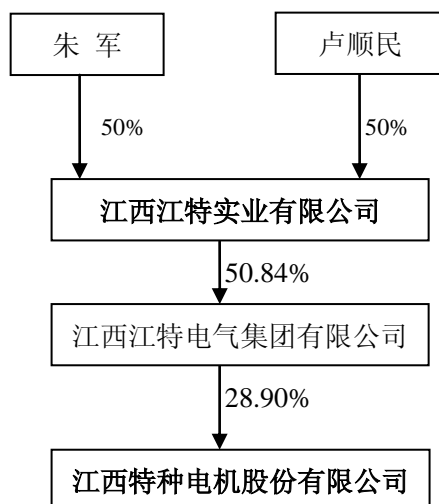 朱 军
卢顺民
50%
50%
江西江特实业有限公司
50.84%
江西江特电气集团有限公司
28.90%
江西特种电机股份有限公司